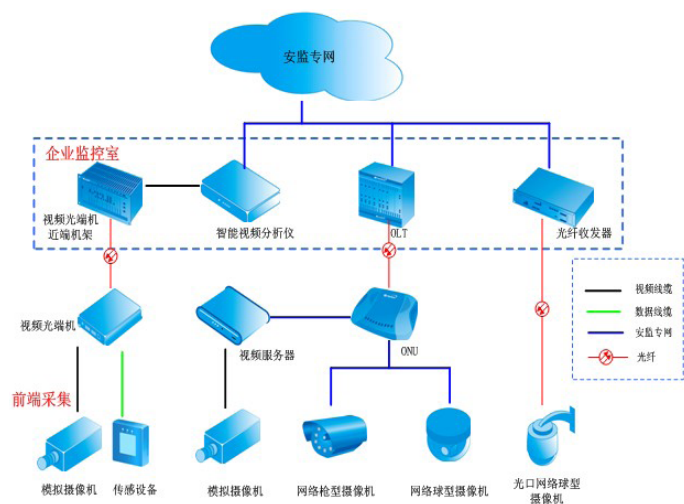 安监专网
企业监控室
视频光端机
近端机架
智能视频分析仪
OLT
光纤收发器
视频光端机
视频服务器
ONU
视频线缆
数据线缆
安监专网
光纤
前端采集
模拟摄像机
传感设备
模拟摄像机
网络枪型摄像机
网络球型摄像机
光口网络球型
摄像机